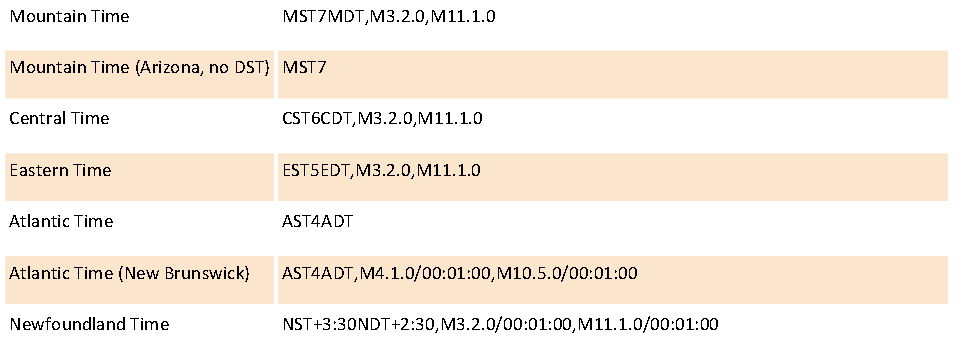 Mountain Time MST7MDT,M3.2.0,M11.1.0
Mountain Time (Arizona, no DST) MST7
Central Time CST6CDT,M3.2.0,M11.1.0
Eastern Time EST5EDT,M3.2.0,M11.1.0
Atlantic Time AST4ADT
Atlantic Time (New Brunswick) AST4ADT,M4.1.0/00:01:00,M10.5.0/00:01:00
Newfoundland Time NST+3:30NDT+2:30,M3.2.0/00:01:00,M11.1.0/00:01:00